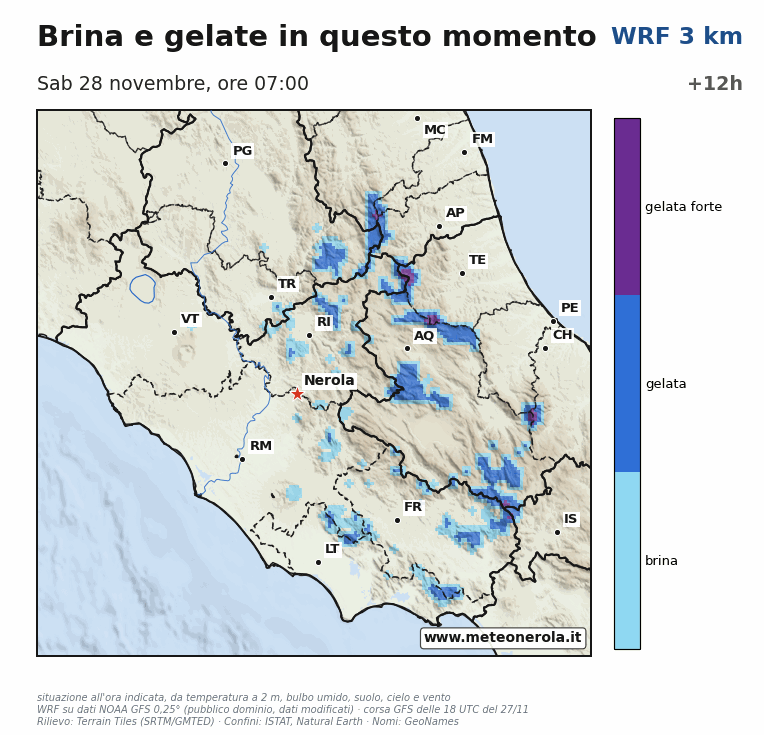 Brina e gelate in questo momento WRF 3 km
Sab 28 novembre, ore 07:00 +12h
MC
FM
PG
AP
TE
TR
PE
VT
RI
AQ
CH
Nerola
RM
FR
IS
LT
www.meteonerola.it
gelata forte
gelata
brina
situazione all'ora indicata, da temperatura a 2 m, bulbo umido, suolo, cielo e vento
WRF su dati NOAA GFS 0,25° (pubblico dominio, dati modificati) · corsa GFS delle 18 UTC del 27/11
Rilievo: Terrain Tiles (SRTM/GMTED) · Confini: ISTAT, Natural Earth · Nomi: GeoNames